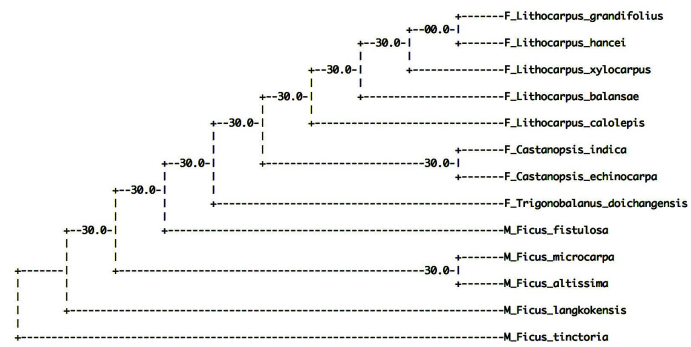 F_Lithocarpus_grandifolius
00.0
F_Lithocarpus_hancei
30.0
F_Lithocarpus_xylocarpus
30.0
F_Lithocarpus_balansae
30.0
F_Lithocarpus_calolepis
30.0
F_Castanopsis_indica
30.0 30.0
F_Castanopsis_echinocarpa
30.0
F_Trigonobalanus_doichangensis
30.0 M_Ficus_fistulosa
M_Ficus_microcarpa
30.0
M_Ficus_altissima
M_Ficus_langkokensis
M_Ficus_tinctoria